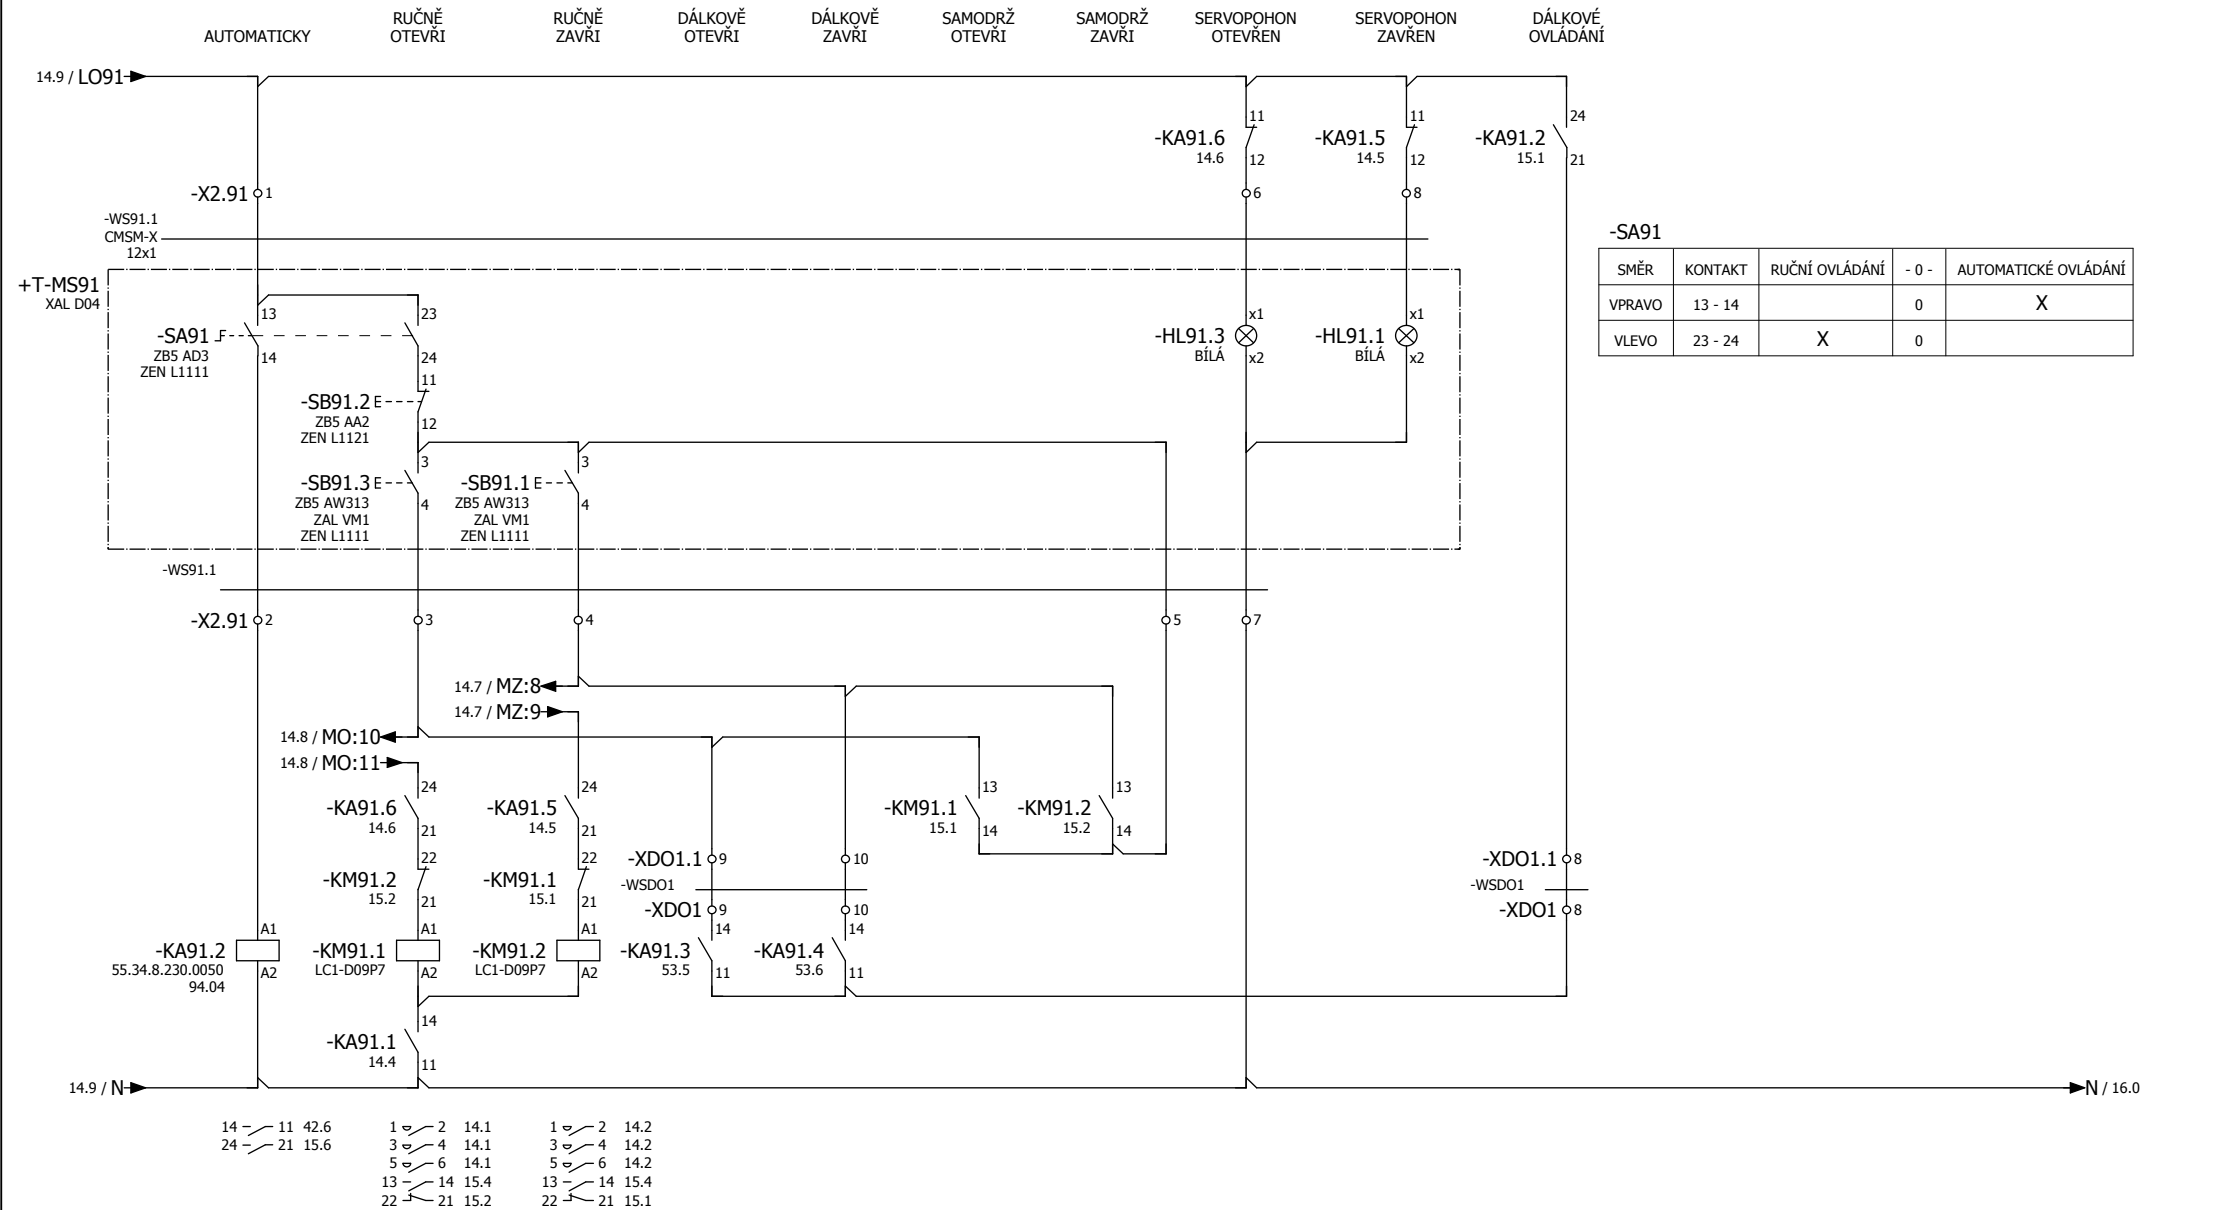 AUTOMATICKY
RUČNĚ
OTEVŘI
RUČNĚ
ZAVŘI
DÁLKOVĚ
OTEVŘI
DÁLKOVĚ
ZAVŘI
SAMODRŽ
OTEVŘI
SAMODRŽ
ZAVŘI
SERVOPOHON
OTEVŘEN
SERVOPOHON
ZAVŘEN
DÁLKOVÉ
OVLÁDÁNÍ
14.9 / LO91
11
-KA91.6
14.6
12
11
-KA91.5
14.5
12
24
-KA91.2
15.1
21
-X2.91
1
6
8
-WS91.1
CMSM-X
12x1
+T-MS91
XAL D04
13
-SA91
ZB5 AD3
ZEN L1111
14
23
24
x1
-HL91.3
BÍLÁ
x2
x1
-HL91.1
BÍLÁ
x2
-SA91
SMĚR KONTAKT RUČNÍ OVLÁDÁNÍ - 0 - AUTOMATICKÉ OVLÁDÁNÍ
VPRAVO 13 - 14 0 X
VLEVO 23 - 24 X 0
11
-SB91.2
ZB5 AA2
ZEN L1121
12
3
-SB91.3
ZB5 AW313
ZAL VM1
ZEN L1111
4
3
-SB91.1
ZB5 AW313
ZAL VM1
ZEN L1111
4
-WS91.1
-X2.91
2
3
4
5
7
14.7 / MZ:8
14.7 / MZ:9
14.8 / MO:10
14.8 / MO:11
24
-KA91.6
14.6
21
24
-KA91.5
14.5
21
13
-KM91.1
15.1
14
13
-KM91.2
15.2
14
22
-KM91.2
15.2
21
22
-KM91.1
15.1
21
-XDO1.1
9
10
-WSDO1
-XDO1
9
10
-XDO1.1
8
-WSDO1
-XDO1
8
A1
-KA91.2
55.34.8.230.0050
94.04
A2
A1
-KM91.1
LC1-D09P7
A2
A1
-KM91.2
LC1-D09P7
A2
14
-KA91.3
53.5
11
14
-KA91.4
53.6
11
14
-KA91.1
14.4
11
14.9 / N
N / 16.0
14 11 42.6
24 21 15.6
1 2 14.1
3 4 14.1
5 6 14.1
13 14 15.4
22 21 15.2
1 2 14.2
3 4 14.2
5 6 14.2
13 14 15.4
22 21 15.1